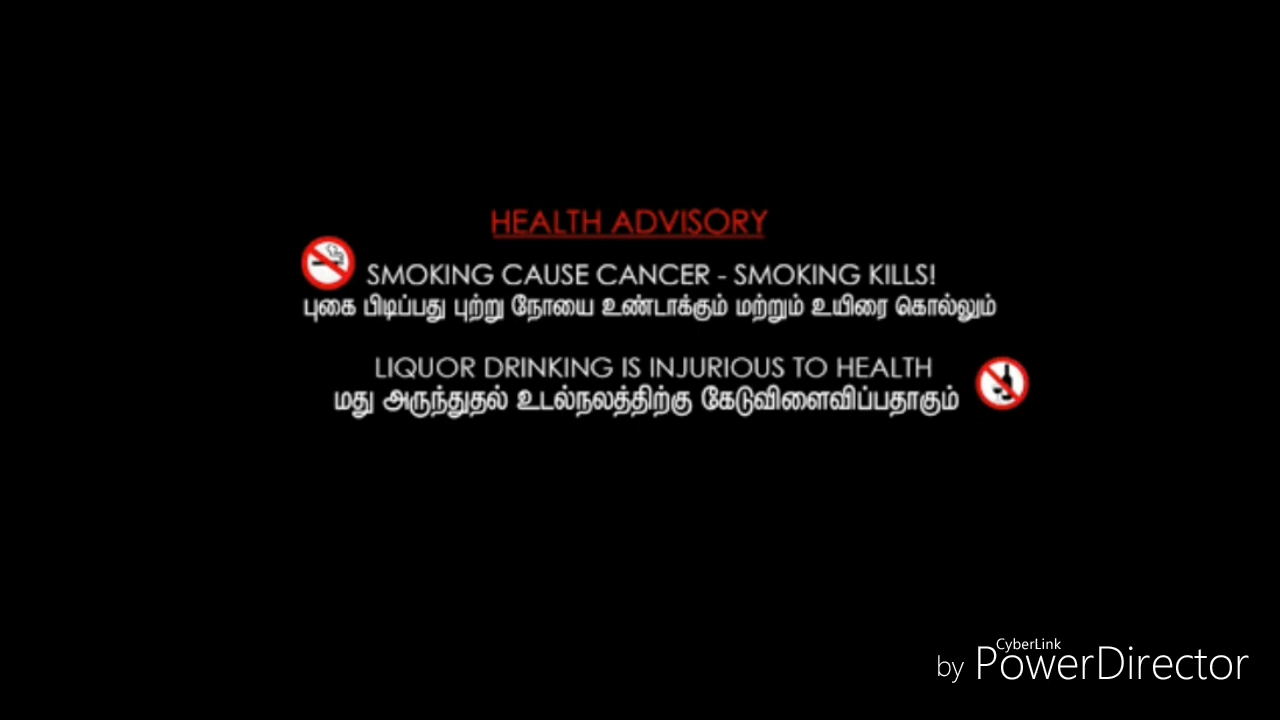 HEALTH ADVISORY
SMOKING CAUSE CANCER - SMOKING KILLS!
புகை பிடிப்பது புற்று நோயை உண்டாக்கும் மற்றும் உயிரை கொல்லும்
LIQUOR DRINKING IS INJURIOUS TO HEALTH
மது அருந்துதல் உடல்நலத்திற்கு கேடுவிளைவிப்பதாகும்
CyberLink
by PowerDirector